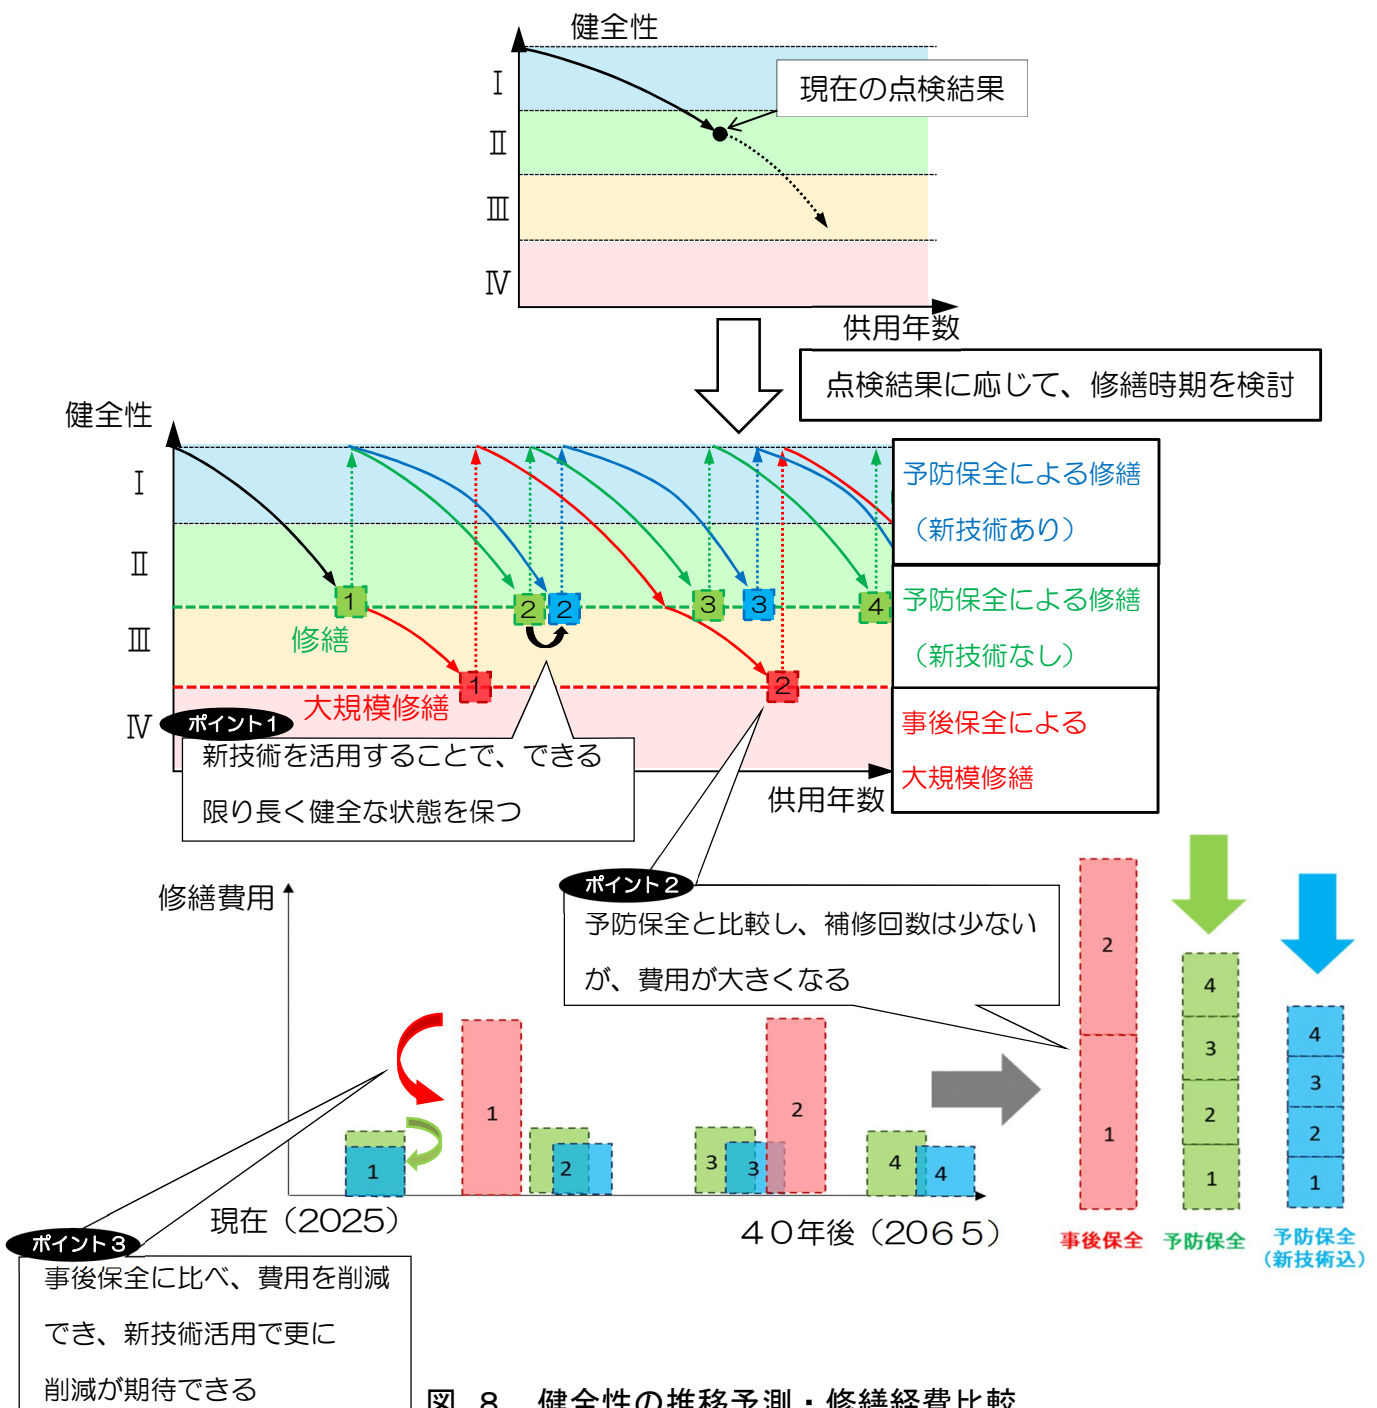 健全性
Ⅰ
現在の点検結果
Ⅱ
Ⅲ
Ⅳ
供用年数
点検結果に応じて、修繕時期を検討
健全性
Ⅰ
Ⅱ
Ⅲ
Ⅳ
予防保全による修繕
（新技術あり）
1
2
2
3
3
4
予防保全による修繕
（新技術なし）
修繕
1
2
大規模修繕
事後保全による
大規模修繕
供用年数
ポイント1
新技術を活用することで、できる
限り長く健全な状態を保つ
ポイント2
予防保全と比較し、補修回数は少ない
が、費用が大きくなる
修繕費用
1
1
2
3
3
2
4
4
現在（2025）
４０年後（2065）
2
1
4
3
2
1
4
3
2
1
事後保全
予防保全
予防保全
（新技術込）
ポイント3
事後保全に比べ、費用を削減
でき、新技術活用で更に
削減が期待できる
図 8 健全性の推移予測・修繕経費比較